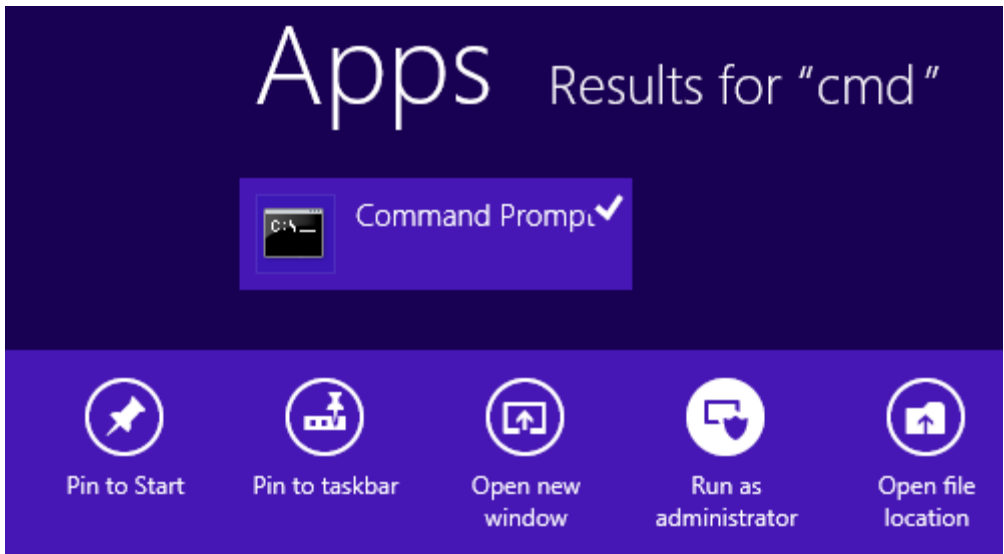 Apps Results for "cmd"
Command Prompt
C:\
Pin to Start
Pin to taskbar
Open new
window
Run as
administrator
Open file
location